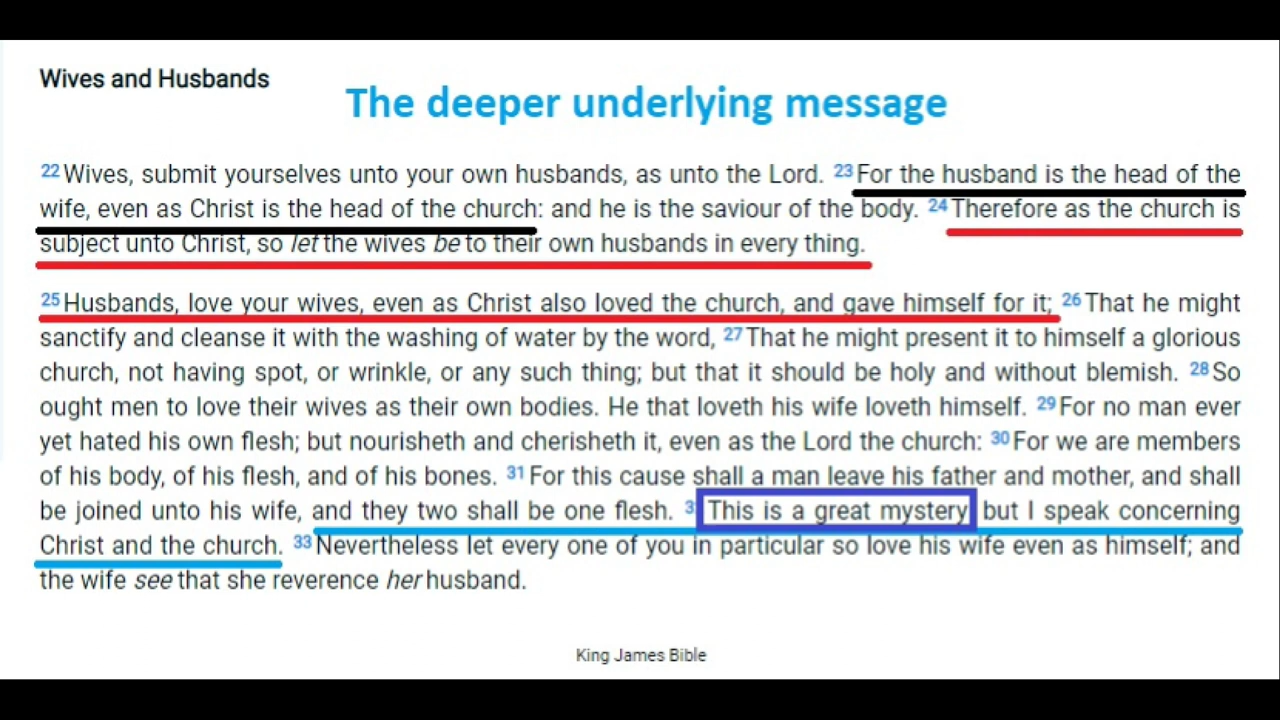 Wives and Husbands
The deeper underlying message
22 Wives, submit yourselves unto your own husbands, as unto the Lord. 23 For the husband is the head of the
wife, even as Christ is the head of the church: and he is the saviour of the body. 24 Therefore as the church is
subject unto Christ, so let the wives be to their own husbands in every thing.
25 Husbands, love your wives, even as Christ also loved the church, and gave himself for it; 26 That he might
sanctify and cleanse it with the washing of water by the word, 27 That he might present it to himself a glorious
church, not having spot, or wrinkle, or any such thing; but that it should be holy and without blemish. 28 So
ought men to love their wives as their own bodies. He that loveth his wife loveth himself. 29 For no man ever
yet hated his own flesh; but nourisheth and cherisheth it, even as the Lord the church: 30 For we are members
of his body, of his flesh, and of his bones. 31 For this cause shall a man leave his father and mother, and shall
be joined unto his wife, and they two shall be one flesh. 3 This is a great mystery but I speak concerning
Christ and the church. 33 Nevertheless let every one of you in particular so love his wife even as himself; and
the wife see that she reverence her husband.
King James Bible